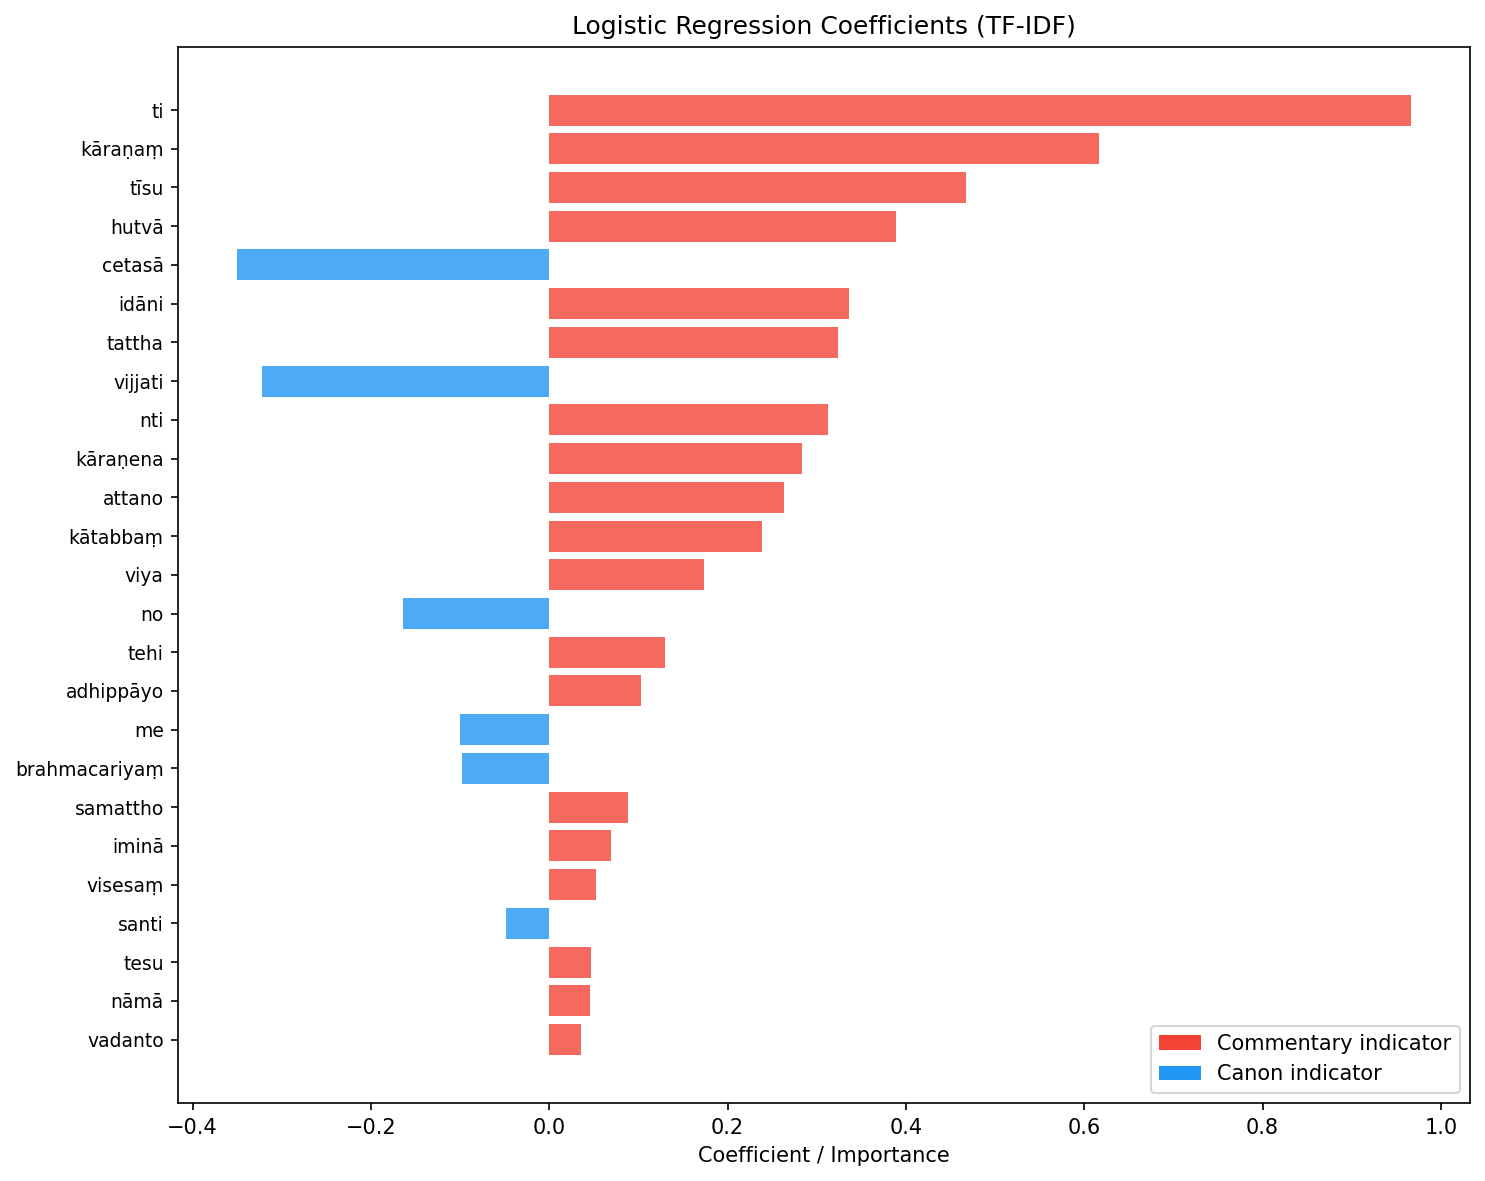 Logistic Regression Coefficients (TF-IDF)
ti
kāraṇaṃ
tīsu
hutvā
cetasā
idāni
tattha
vijjati
nti
kāraṇena
attano
kātabbaṃ
viya
no
tehi
adhippāyo
me
brahmacariyaṃ
samattho
iminā
visesaṃ
santi
tesu
nāmā
vadanto
Commentary indicator
Canon indicator
−0.4 −0.2 0.0 0.2 0.4 0.6 0.8 1.0
Coefficient / Importance